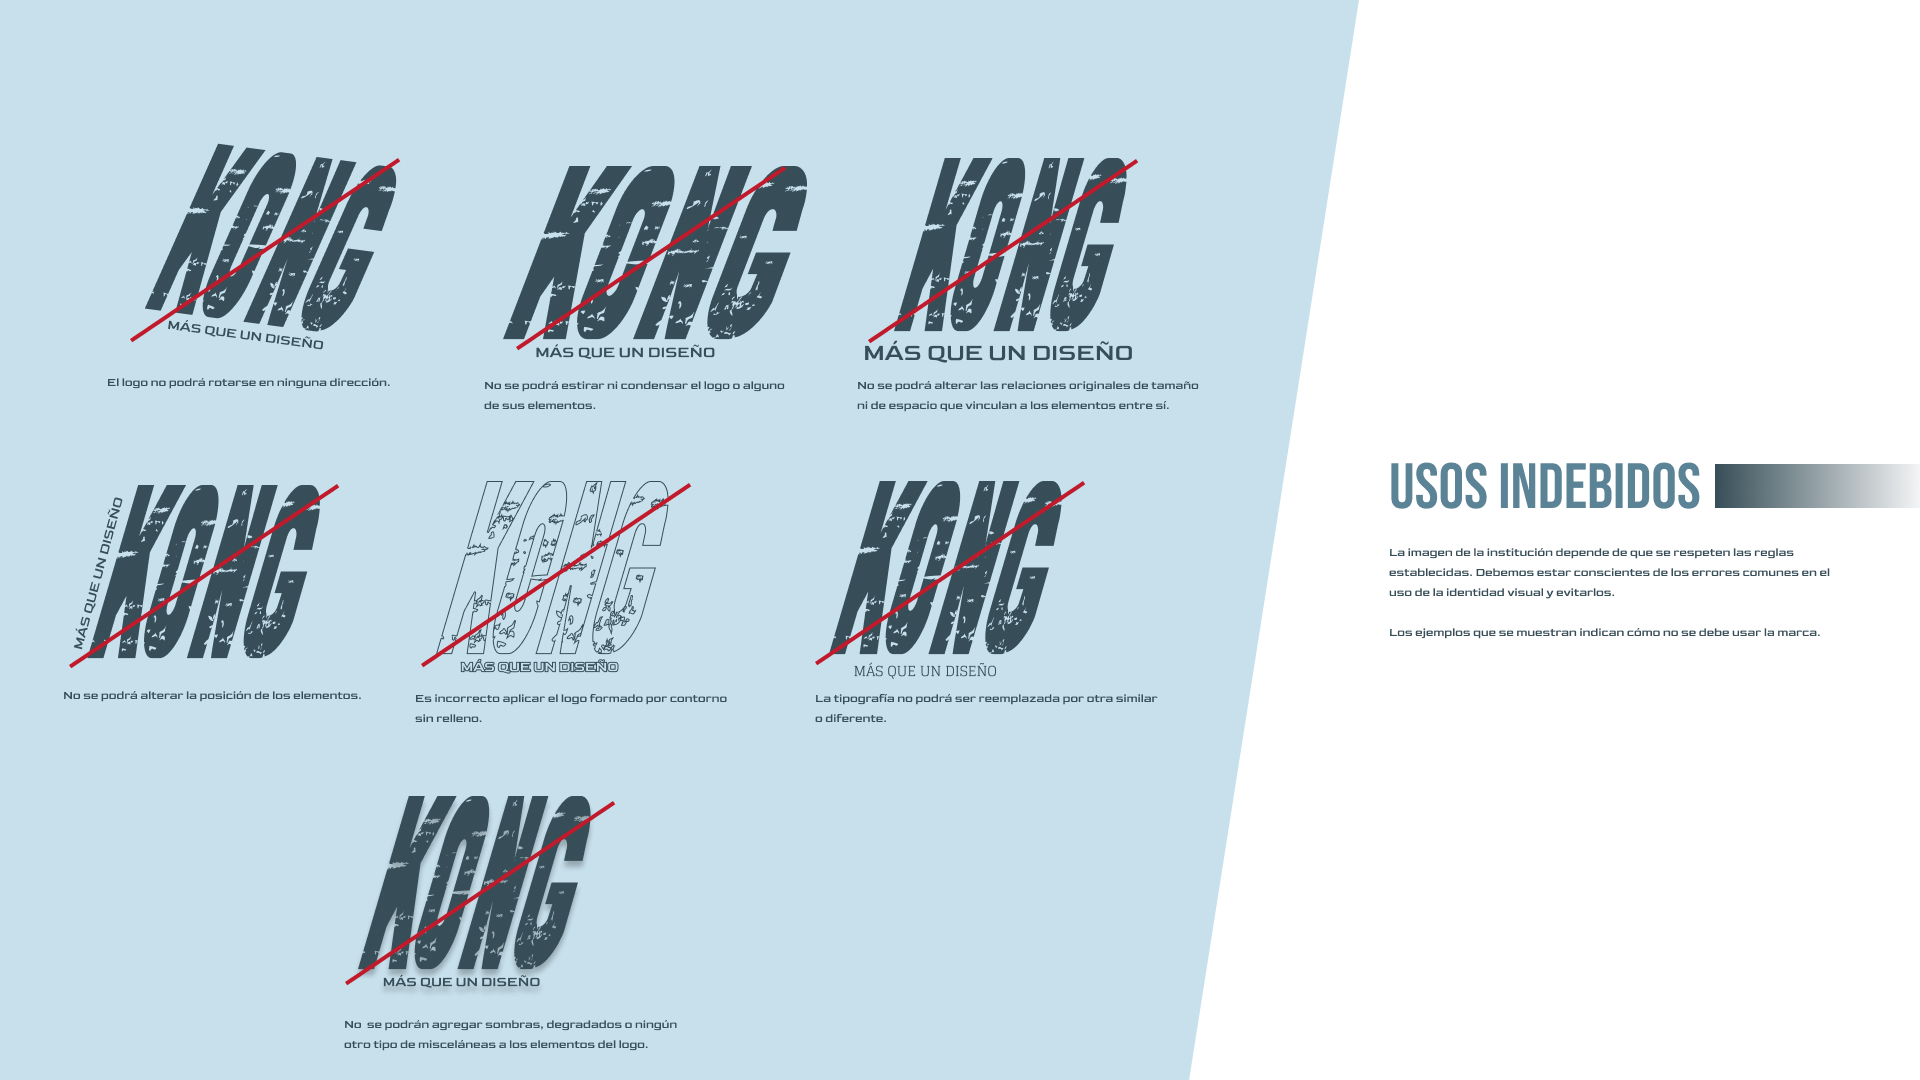 KONG
MÁS QUE UN DISEÑO
El logo no podrá rotarse en ninguna dirección.
KONG
MÁS QUE UN DISEÑO
No se podrá estirar ni condensar el logo o alguno
de sus elementos.
KONG
MÁS QUE UN DISEÑO
No se podrá alterar las relaciones originales de tamaño
ni de espacio que vinculan a los elementos entre sí.
MÁS QUE UN DISEÑO
KONG
No se podrá alterar la posición de los elementos.
KONG
MÁS QUE UN DISEÑO
Es incorrecto aplicar el logo formado por contorno
sin relleno.
KONG
MÁS QUE UN DISEÑO
La tipografía no podrá ser reemplazada por otra similar
o diferente.
KONG
MÁS QUE UN DISEÑO
No se podrán agregar sombras, degradados o ningún
otro tipo de misceláneas a los elementos del logo.
USOS INDEBIDOS
La imagen de la institución depende de que se respeten las reglas
establecidas. Debemos estar conscientes de los errores comunes en el
uso de la identidad visual y evitarlos.
Los ejemplos que se muestran indican cómo no se debe usar la marca.